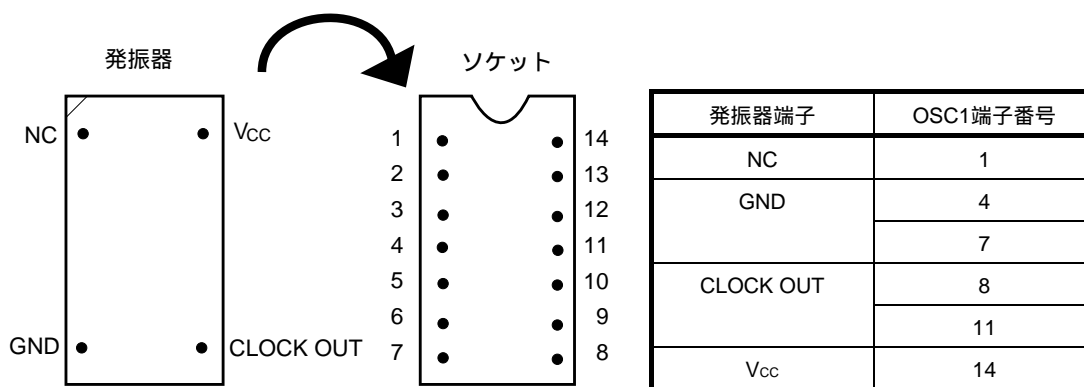 発振器
NC
Vcc
GND
CLOCK OUT
ソケット
1 14
2 13
3 12
4 11
5 10
6 9
7 8
発振器端子 OSC1端子番号
NC 1
GND 4
7
CLOCK OUT 8
11
Vcc 14